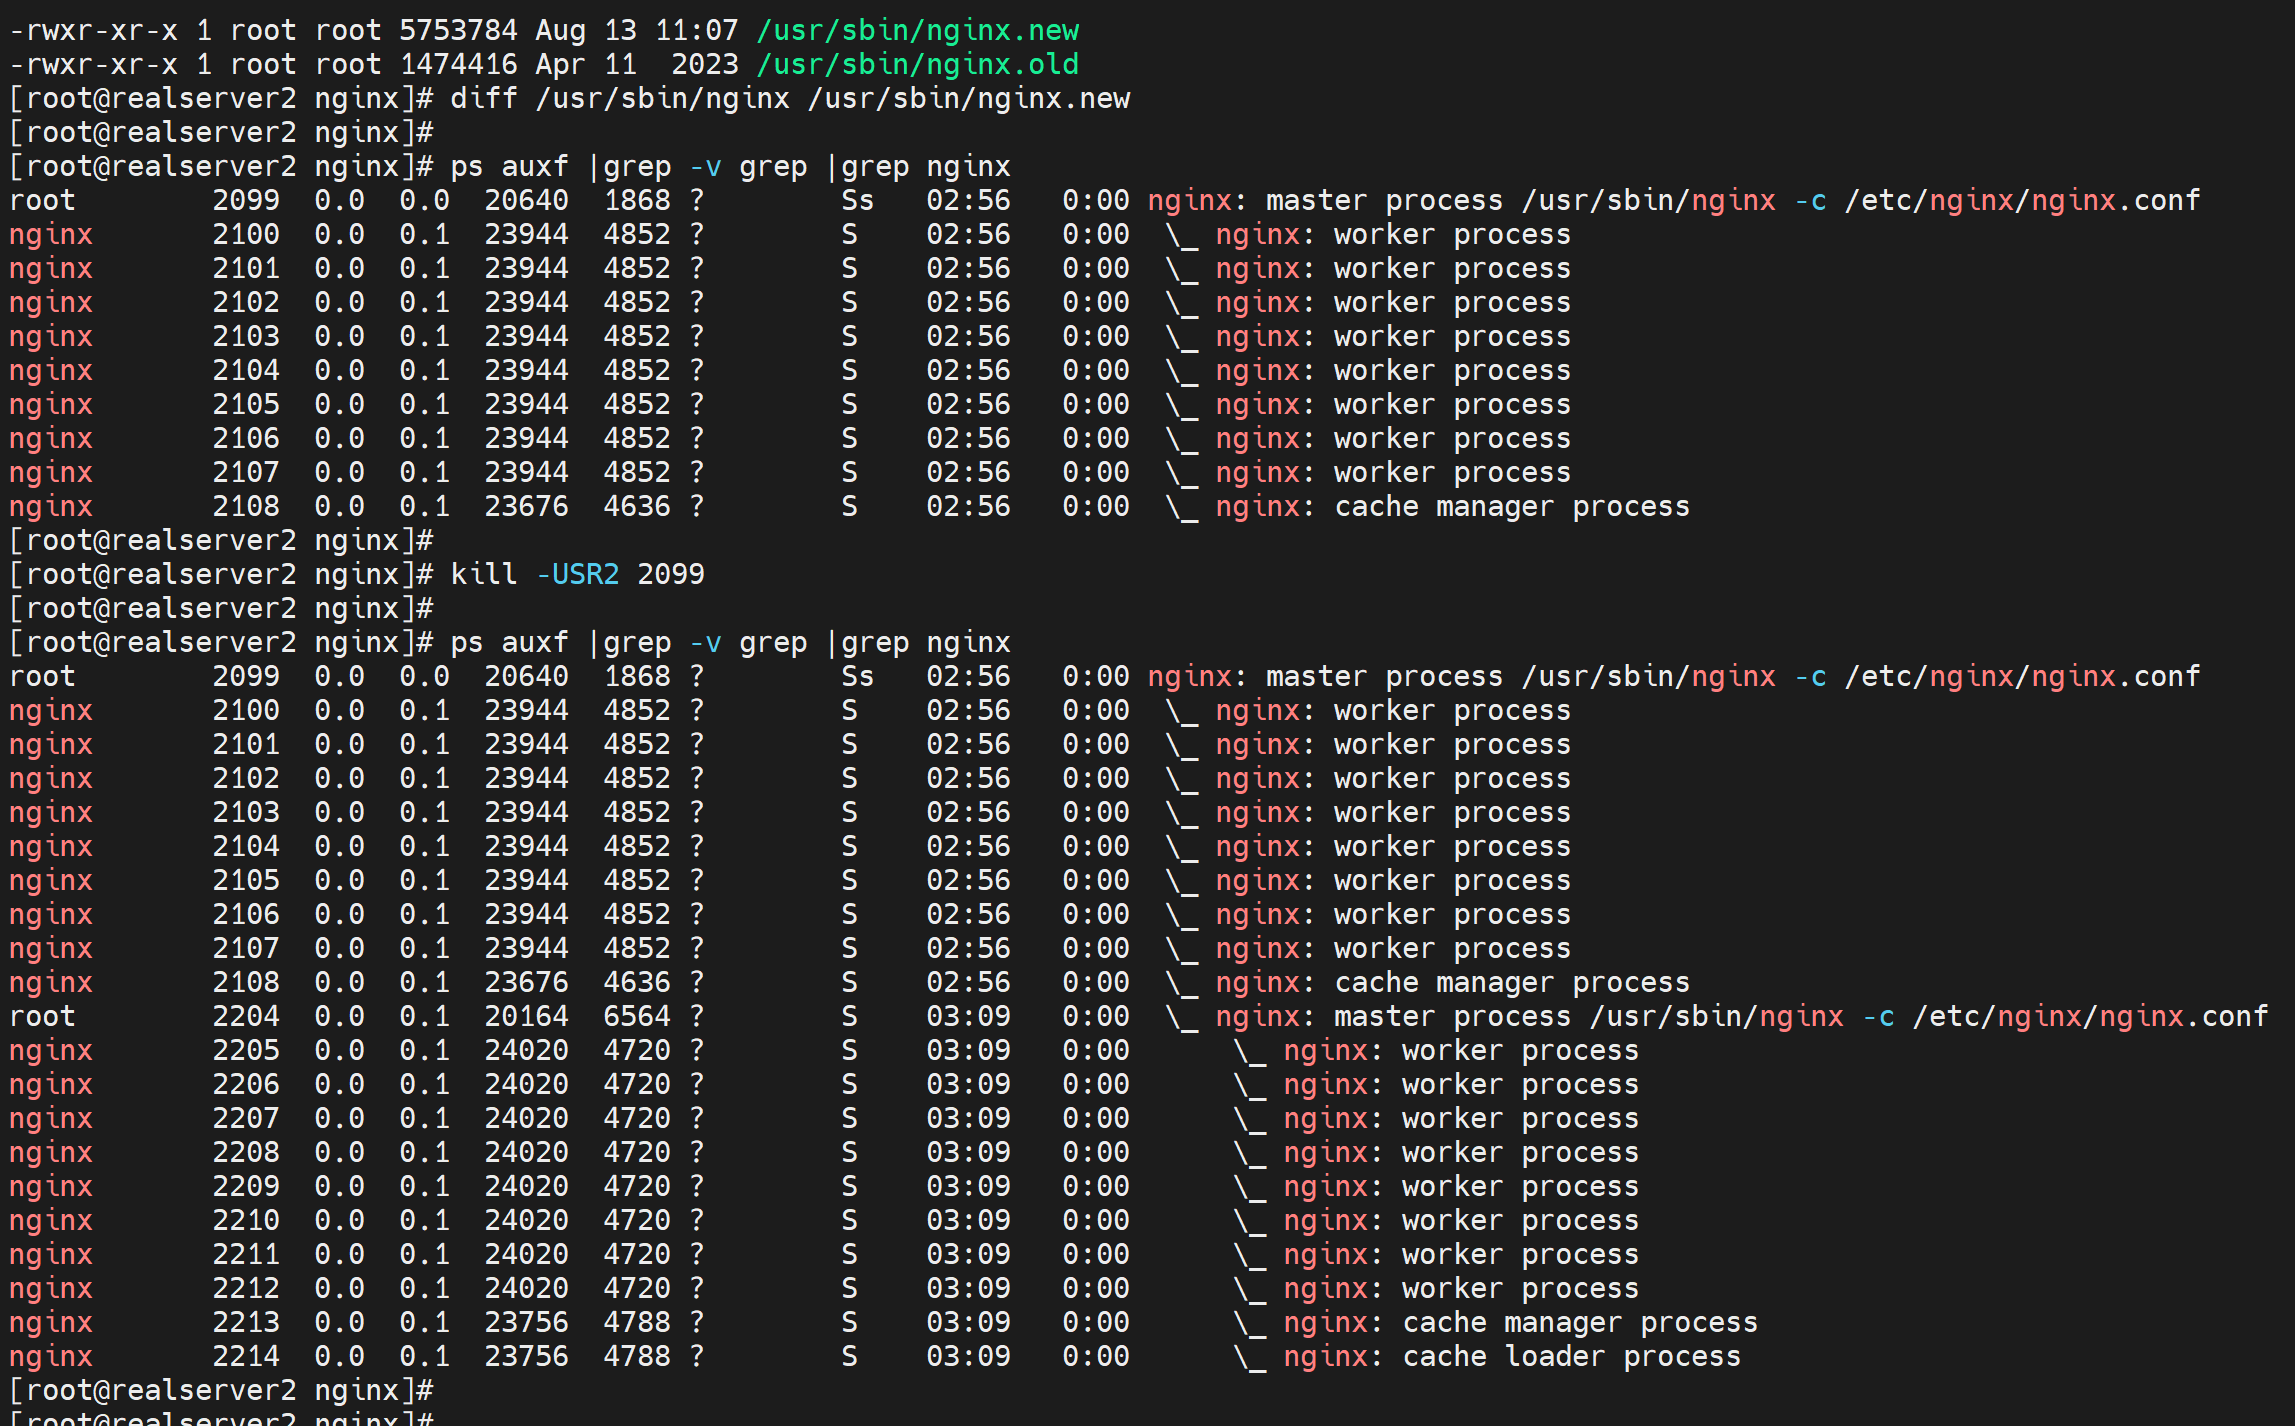 -rwxr-xr-x 1 root root 5753784 Aug 13 11:07 /usr/sbin/nginx.new
-rwxr-xr-x 1 root root 1474416 Apr 11  2023 /usr/sbin/nginx.old
[root@realserver2 nginx]# diff /usr/sbin/nginx /usr/sbin/nginx.new
[root@realserver2 nginx]#
[root@realserver2 nginx]# ps auxf |grep -v grep |grep nginx
root        2099  0.0  0.0  20640  1868 ?        Ss   02:56   0:00 nginx: master process /usr/sbin/nginx -c /etc/nginx/nginx.conf
nginx       2100  0.0  0.1  23944  4852 ?        S    02:56   0:00  \_ nginx: worker process
nginx       2101  0.0  0.1  23944  4852 ?        S    02:56   0:00  \_ nginx: worker process
nginx       2102  0.0  0.1  23944  4852 ?        S    02:56   0:00  \_ nginx: worker process
nginx       2103  0.0  0.1  23944  4852 ?        S    02:56   0:00  \_ nginx: worker process
nginx       2104  0.0  0.1  23944  4852 ?        S    02:56   0:00  \_ nginx: worker process
nginx       2105  0.0  0.1  23944  4852 ?        S    02:56   0:00  \_ nginx: worker process
nginx       2106  0.0  0.1  23944  4852 ?        S    02:56   0:00  \_ nginx: worker process
nginx       2107  0.0  0.1  23944  4852 ?        S    02:56   0:00  \_ nginx: worker process
nginx       2108  0.0  0.1  23676  4636 ?        S    02:56   0:00  \_ nginx: cache manager process
[root@realserver2 nginx]#
[root@realserver2 nginx]# kill -USR2 2099
[root@realserver2 nginx]#
[root@realserver2 nginx]# ps auxf |grep -v grep |grep nginx
root        2099  0.0  0.0  20640  1868 ?        Ss   02:56   0:00 nginx: master process /usr/sbin/nginx -c /etc/nginx/nginx.conf
nginx       2100  0.0  0.1  23944  4852 ?        S    02:56   0:00  \_ nginx: worker process
nginx       2101  0.0  0.1  23944  4852 ?        S    02:56   0:00  \_ nginx: worker process
nginx       2102  0.0  0.1  23944  4852 ?        S    02:56   0:00  \_ nginx: worker process
nginx       2103  0.0  0.1  23944  4852 ?        S    02:56   0:00  \_ nginx: worker process
nginx       2104  0.0  0.1  23944  4852 ?        S    02:56   0:00  \_ nginx: worker process
nginx       2105  0.0  0.1  23944  4852 ?        S    02:56   0:00  \_ nginx: worker process
nginx       2106  0.0  0.1  23944  4852 ?        S    02:56   0:00  \_ nginx: worker process
nginx       2107  0.0  0.1  23944  4852 ?        S    02:56   0:00  \_ nginx: worker process
nginx       2108  0.0  0.1  23676  4636 ?        S    02:56   0:00  \_ nginx: cache manager process
root        2204  0.0  0.1  20164  6564 ?        S    03:09   0:00  \_ nginx: master process /usr/sbin/nginx -c /etc/nginx/nginx.conf
nginx       2205  0.0  0.1  24020  4720 ?        S    03:09   0:00      \_ nginx: worker process
nginx       2206  0.0  0.1  24020  4720 ?        S    03:09   0:00      \_ nginx: worker process
nginx       2207  0.0  0.1  24020  4720 ?        S    03:09   0:00      \_ nginx: worker process
nginx       2208  0.0  0.1  24020  4720 ?        S    03:09   0:00      \_ nginx: worker process
nginx       2209  0.0  0.1  24020  4720 ?        S    03:09   0:00      \_ nginx: worker process
nginx       2210  0.0  0.1  24020  4720 ?        S    03:09   0:00      \_ nginx: worker process
nginx       2211  0.0  0.1  24020  4720 ?        S    03:09   0:00      \_ nginx: worker process
nginx       2212  0.0  0.1  24020  4720 ?        S    03:09   0:00      \_ nginx: worker process
nginx       2213  0.0  0.1  23756  4788 ?        S    03:09   0:00      \_ nginx: cache manager process
nginx       2214  0.0  0.1  23756  4788 ?        S    03:09   0:00      \_ nginx: cache loader process
[root@realserver2 nginx]#
[root@realserver2 nginx]#